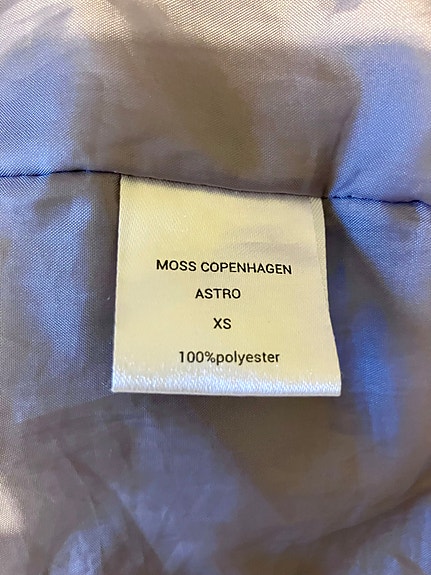 MOSS COPENHAGEN
ASTRO
XS
100%polyester